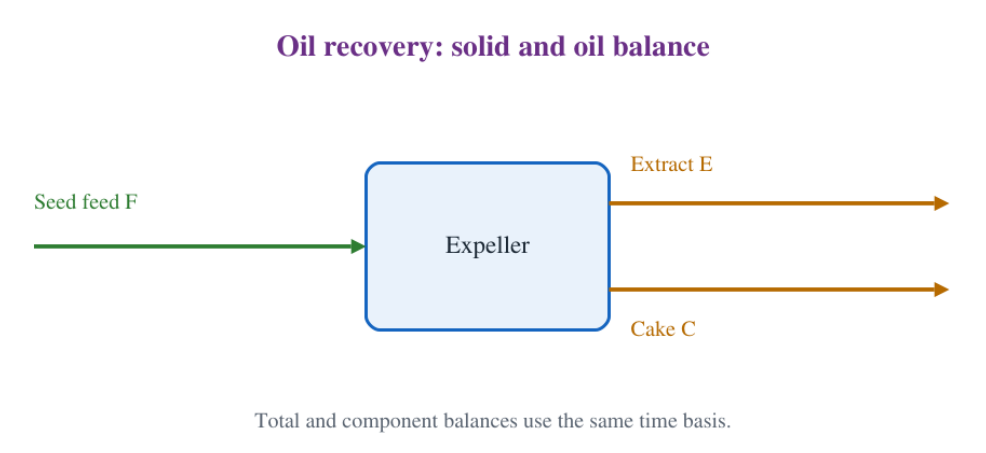 Oil recovery: solid and oil balance
Extract E
Seed feed F
Expeller
Cake C
Total and component balances use the same time basis.